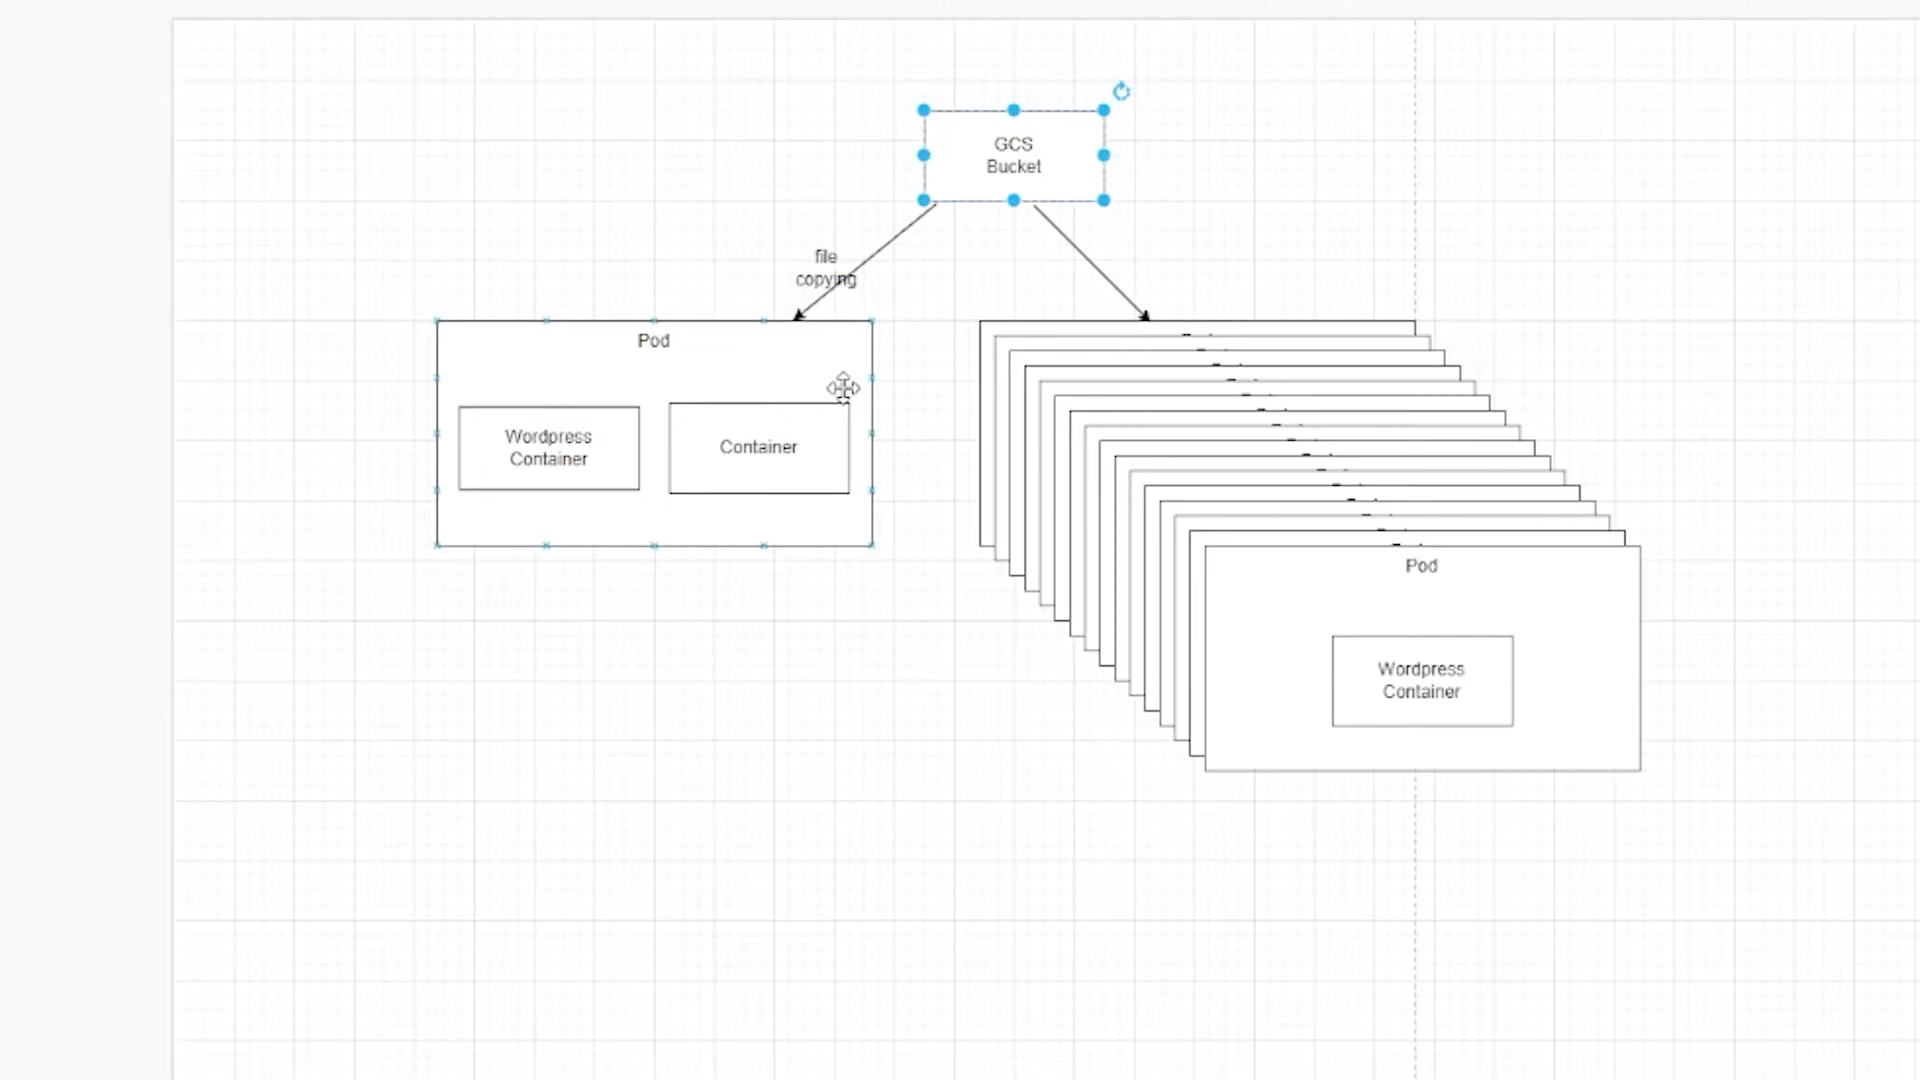 GCS
Bucket
file
copying
Pod
Wordpress
Container
Container
Pod
Wordpress
Container